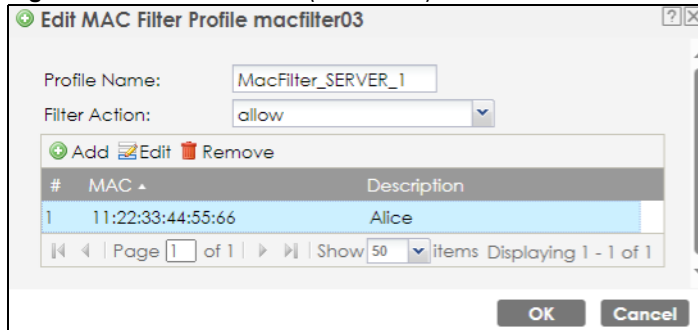 Edit MAC Filter Profile macfilter03
Profile Name: MacFilter_SERVER_1
Filter Action: allow
Add Edit Remove
# MAC Description
1 11:22:33:44:55:66 Alice
Page 1 of 1 Show 50 items Displaying 1 - 1 of 1
OK Cancel